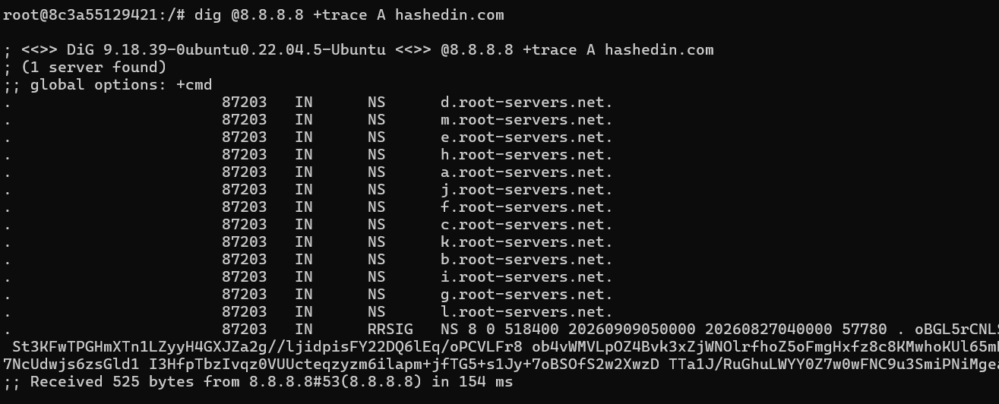 root@8c3a55129421:/# dig @8.8.8.8 +trace A hashedin.com
; <<>> DiG 9.18.39-0ubuntu0.22.04.5-Ubuntu <<>> @8.8.8.8 +trace A hashedin.com
; (1 server found)
;; global options: +cmd
. 87203 IN NS d.root-servers.net.
. 87203 IN NS m.root-servers.net.
. 87203 IN NS e.root-servers.net.
. 87203 IN NS h.root-servers.net.
. 87203 IN NS a.root-servers.net.
. 87203 IN NS j.root-servers.net.
. 87203 IN NS f.root-servers.net.
. 87203 IN NS c.root-servers.net.
. 87203 IN NS k.root-servers.net.
. 87203 IN NS b.root-servers.net.
. 87203 IN NS i.root-servers.net.
. 87203 IN NS g.root-servers.net.
. 87203 IN NS l.root-servers.net.
. 87203 IN RRSIG NS 8 0 518400 20260909050000 20260827040000 57780 . oBGL5rCNLS
St3KFwTPGHmXTn1LZyyH4GXJZa2g//ljidpisFY22DQ6lEq/oPCVLFr8 ob4vWMVLpOZ4Bvk3xZjWNOlrfhoZ5oFmgHxfz8c8KMwhoKUl65m
7NcUdwjs6zsGld1 I3HfpTbzIvqz0VUUcteqzyzm6ilapm+jfTG5+s1Jy+7oBSOfS2w2XwzD TTa1J/RuGhuLWYY0Z7w0wFNC9u3SmiPNiMgea
;; Received 525 bytes from 8.8.8.8#53(8.8.8.8) in 154 ms